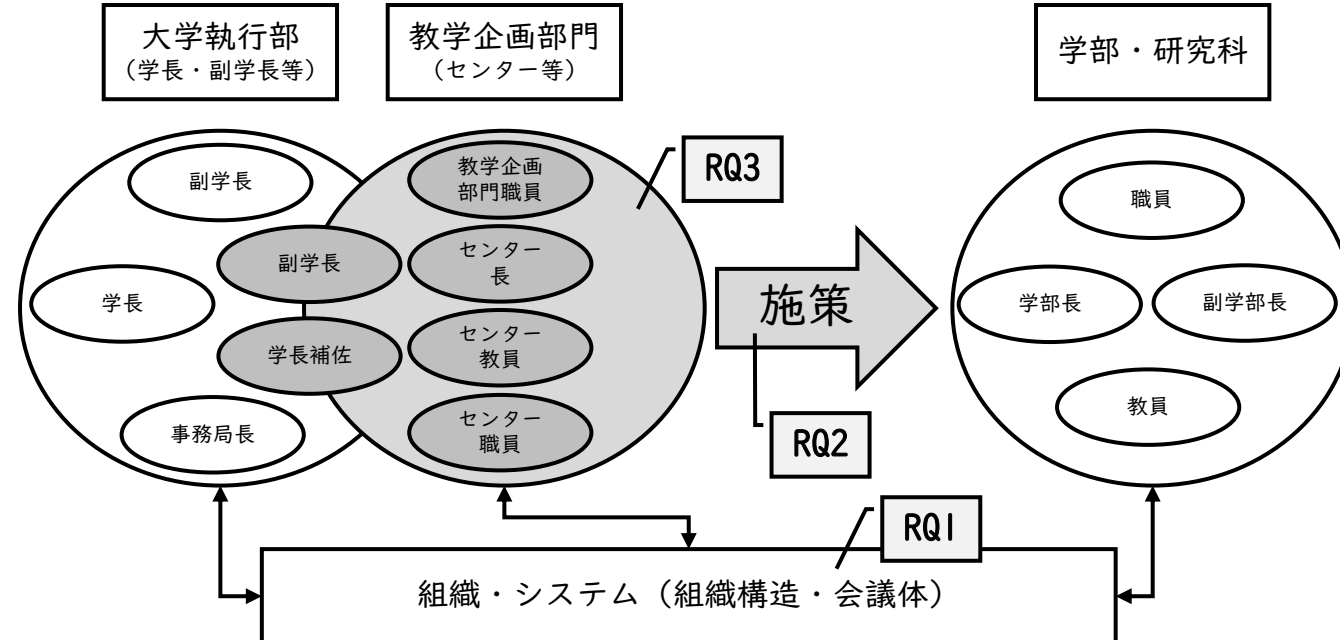 大学執行部
（学長・副学長等）
教学企画部門
（センター等）
学部・研究科
副学長
副学長
学長
学長補佐
事務局長
教学企画
部門職員
センター
長
センター
教員
センター
職員
RQ3
施策
RQ2
職員
学部長
副学部長
教員
RQ1
組織・システム（組織構造・会議体）